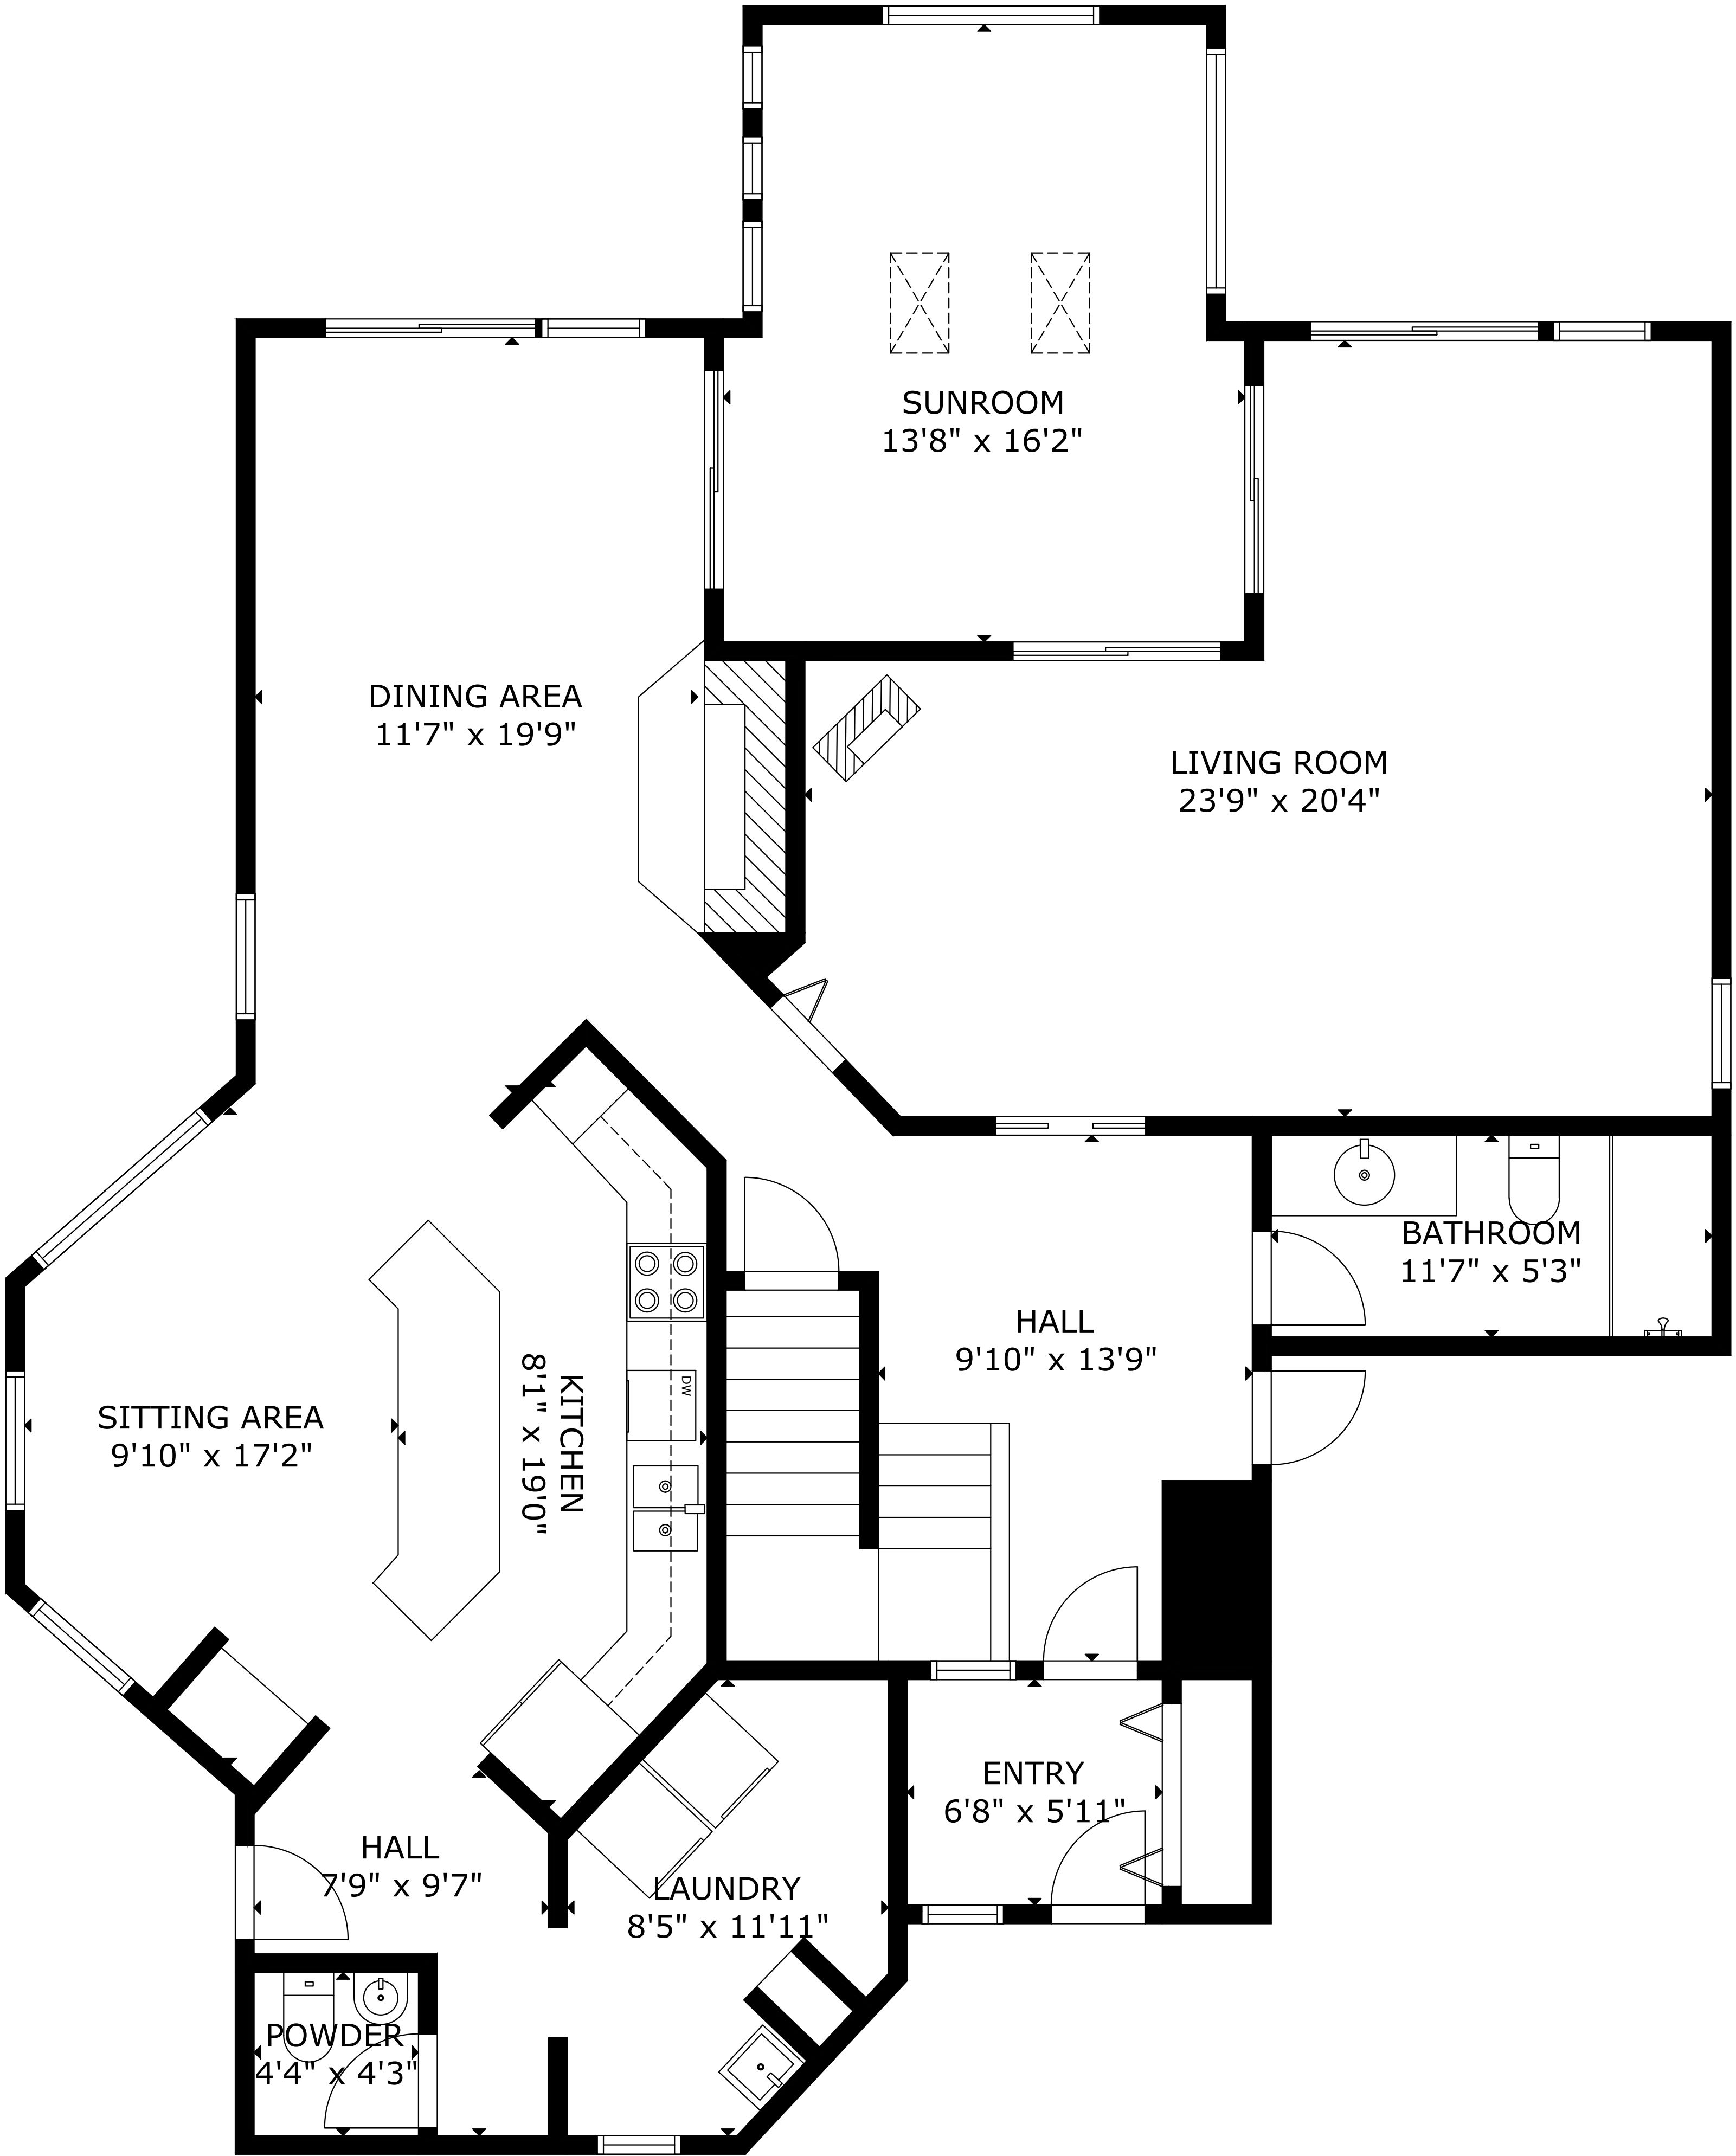 SUNROOM
13'8" x 16'2"
DINING AREA
11'7" x 19'9"
LIVING ROOM
23'9" x 20'4"
BATHROOM
11'7" x 5'3"
HALL
9'10" x 13'9"
KITCHEN
8'1" x 19'0"
DW
SITTING AREA
9'10" x 17'2"
ENTRY
6'8" x 5'11"
HALL
7'9" x 9'7"
LAUNDRY
8'5" x 11'11"
POWDER
4'4" x 4'3"